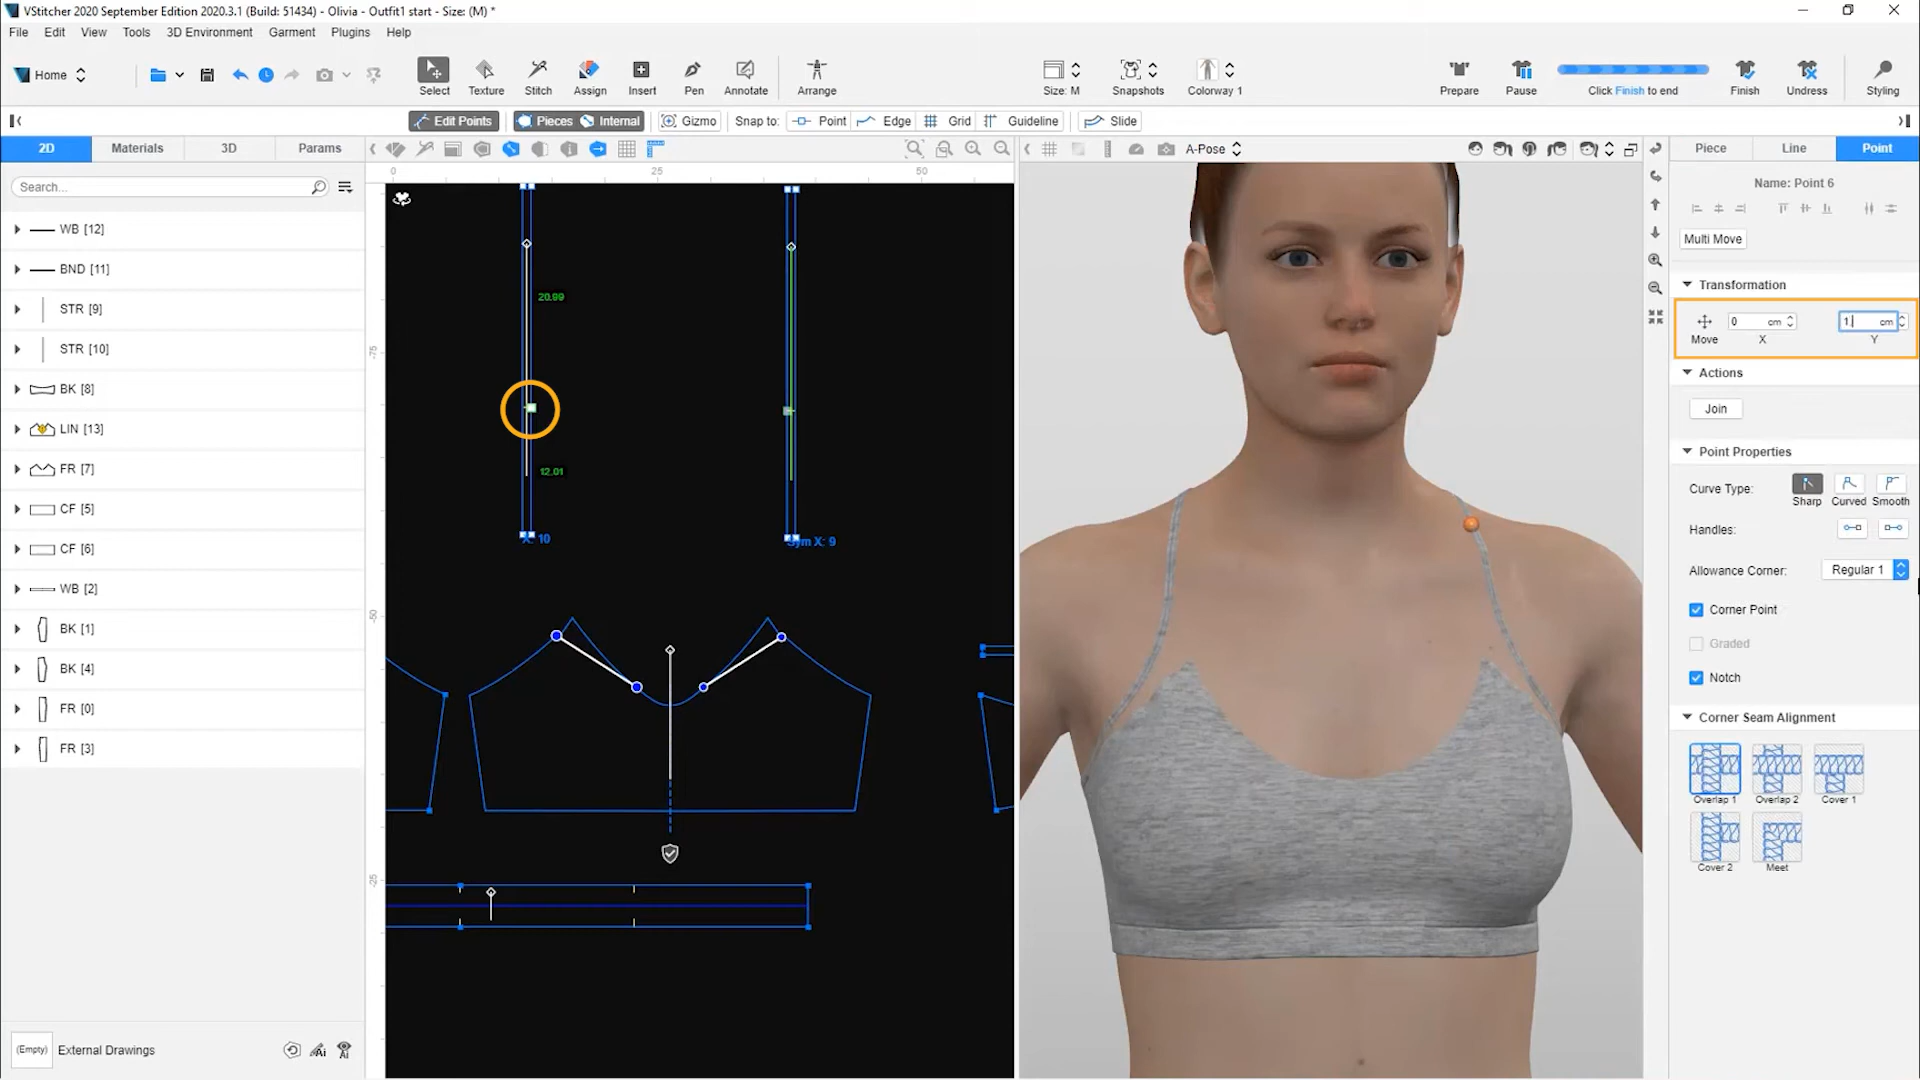 VStitcher 2020 September Edition 2020.3.1 (Build: 51434) - Olivia - Outfit1 start - Size: (M) *
File Edit View Tools 3D Environment Garment Plugins Help
Home
Select Texture Stitch Assign Insert Pen Annotate Arrange
Size: M Snapshots Colorway 1
Prepare Pause Click Finish to end Finish Undress Styling
Edit Points Pieces Internal Gizmo Snap to: Point Edge Grid Guideline Slide
2D Materials 3D Params
A-Pose
Piece Line Point
Search...
0 25 50
Name: Point 6
WB [12]
Multi Move
BND [11]
Transformation
20.99
STR [9]
0 cm 1 cm
Move X Y
STR [10]
-75
Actions
BK [8]
Join
LIN [13]
Point Properties
12.01
FR [7]
Curve Type: Sharp Curved Smooth
CF [5]
Handles:
X: 10
Sym X: 9
CF [6]
Allowance Corner: Regular 1
WB [2]
-50
Corner Point
BK [1]
Graded
BK [4]
Notch
FR [0]
Corner Seam Alignment
FR [3]
Overlap 1 Overlap 2 Cover 1
Cover 2 Meet
-25
(Empty) External Drawings
Ai
Ai